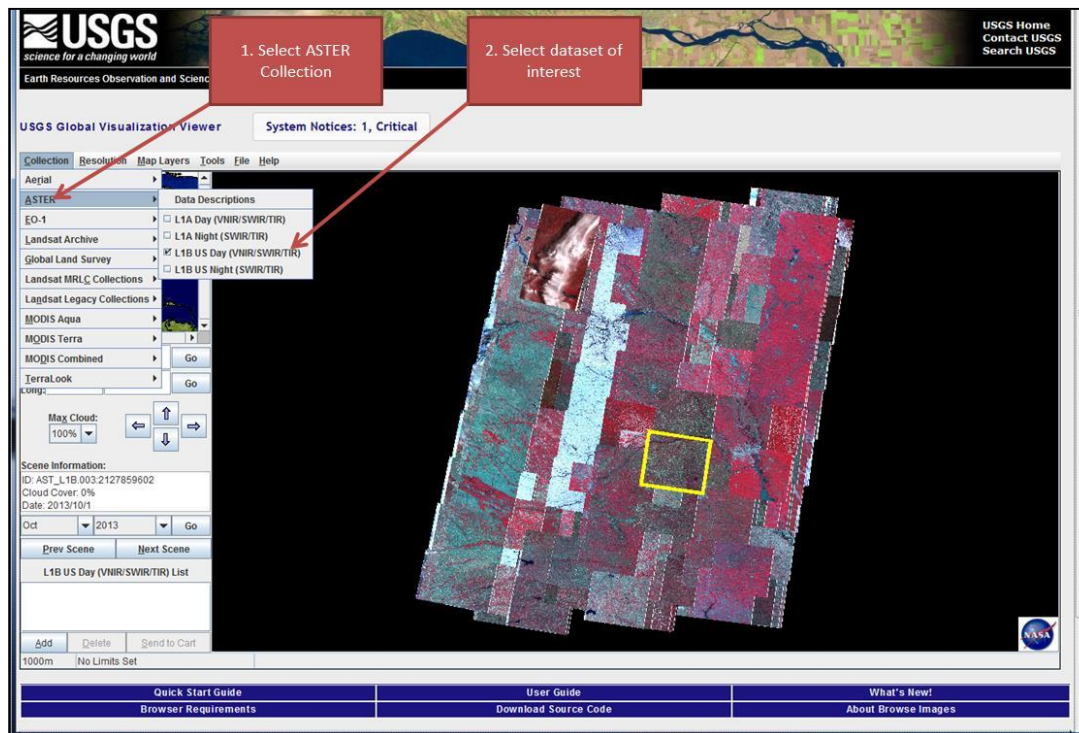 USGS
science for a changing world
USGS Home
Contact USGS
Search USGS
1. Select ASTER
Collection
2. Select dataset of
interest
Earth Resources Observation and Scienc
USGS Global Visualization Viewer
System Notices: 1, Critical
Collection Resolution Map Layers Tools File Help
Aerial
ASTER
EO-1
Landsat Archive
Global Land Survey
Landsat MRLC Collections
Landsat Legacy Collections
MODIS Aqua
MODIS Terra
MODIS Combined
TerraLook
Data Descriptions
L1A Day (VNIR/SWIR/TIR)
L1A Night (SWIR/TIR)
L1B US Day (VNIR/SWIR/TIR)
L1B US Night (SWIR/TIR)
Go
Go
Long:
Max Cloud:
100%
Scene Information:
ID: AST_L1B.003:2127859602
Cloud Cover: 0%
Date: 2013/10/1
Oct 2013 Go
Prev Scene Next Scene
L1B US Day (VNIR/SWIR/TIR) List
Add Delete Send to Cart
1000m No Limits Set
NASA
Quick Start Guide User Guide What's New!
Browser Requirements Download Source Code About Browse Images